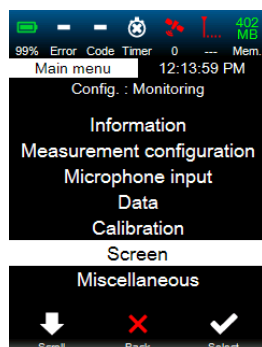 402
MB
99% Error Code Timer 0 --- Mem.
Main menu 12:13:59 PM
Config. : Monitoring
Information
Measurement configuration
Microphone input
Data
Calibration
Screen
Miscellaneous
Scroll Back Select